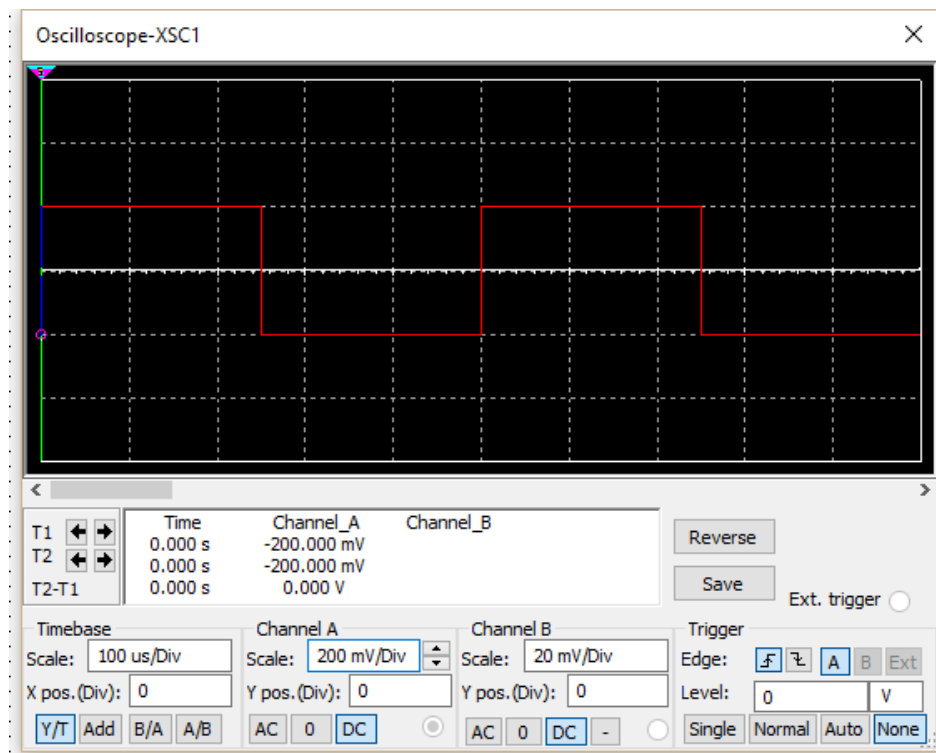 Oscilloscope-XSC1
T1
T2
T2-T1
Time Channel_A Channel_B
0.000 s -200.000 mV
0.000 s -200.000 mV
0.000 s 0.000 V
Reverse
Save
Ext. trigger
Timebase
Scale: 100 us/Div
X pos.(Div): 0
Y/T Add B/A A/B
Channel A
Scale: 200 mV/Div
Y pos.(Div): 0
AC 0 DC
Channel B
Scale: 20 mV/Div
Y pos.(Div): 0
AC 0 DC -
Trigger
Edge: A B Ext
Level: 0 V
Single Normal Auto None